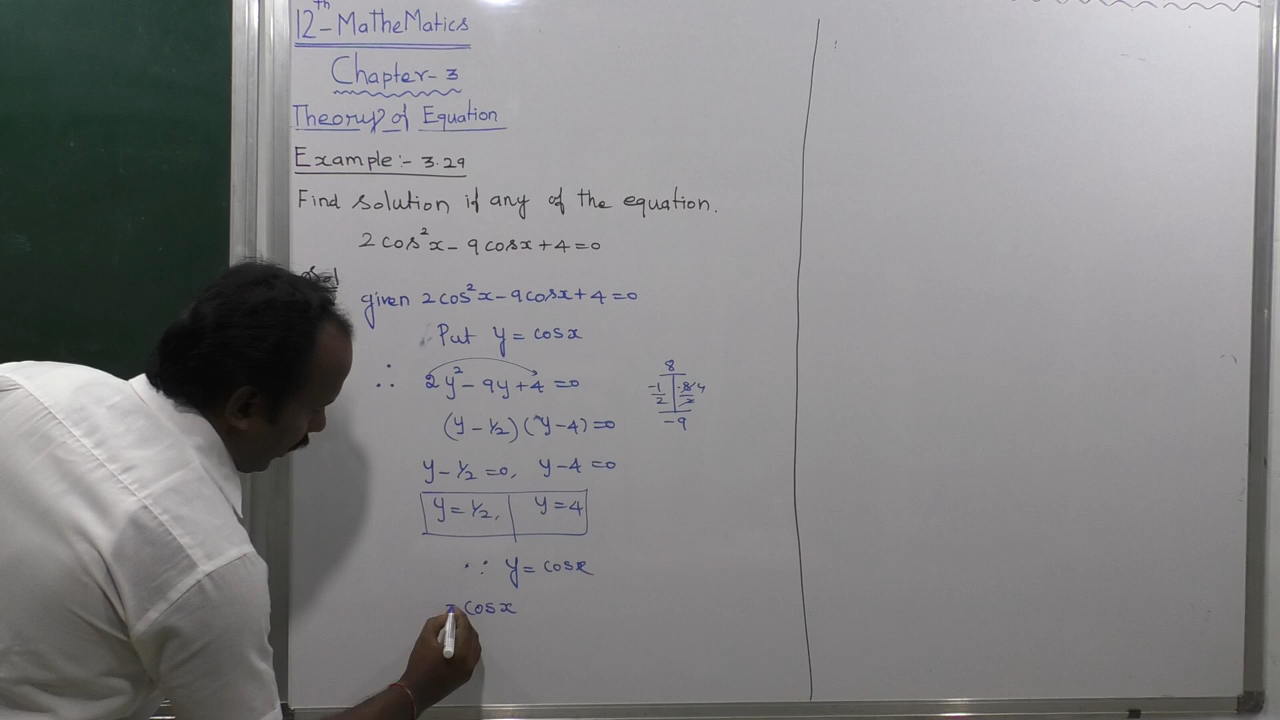 12th - MatheMatics
Chapter - 3
Theory of Equation
Example :- 3.29
Find solution if any of the equation.
2 cos²x - 9 cosx + 4 = 0
given 2 cos²x - 9 cosx + 4 = 0
Put y = cosx
∴ 2y² - 9y + 4 = 0
(y - 1/2) (y - 4) = 0
y - 1/2 = 0, y - 4 = 0
y = 1/2, y = 4
∵ y = cosx
= cosx
8
-1/2 -8/2 4
-9